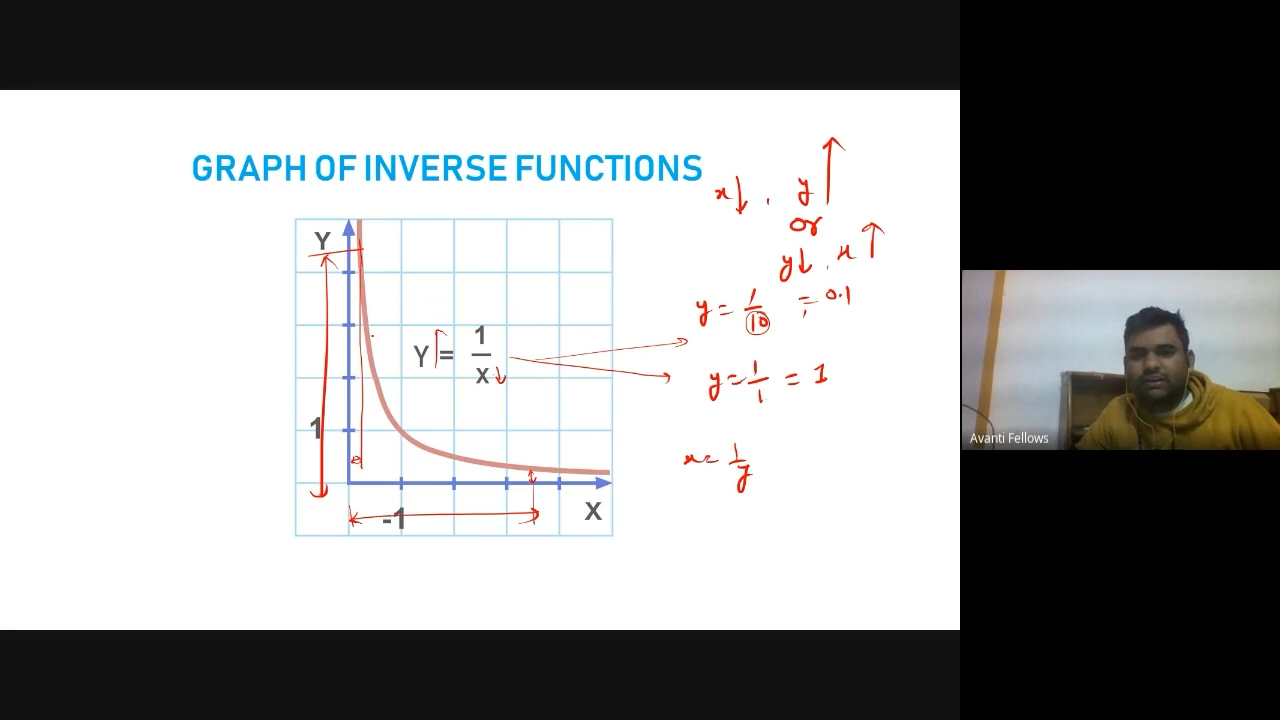 GRAPH OF INVERSE FUNCTIONS
x↓ , y↑
or
y↓ , x↑
Y
y = 1/10 = 0.1
Y = 1/X ↓
y = 1/1 = 1
1
Avanti Fellows
x = 1/y
-1
X